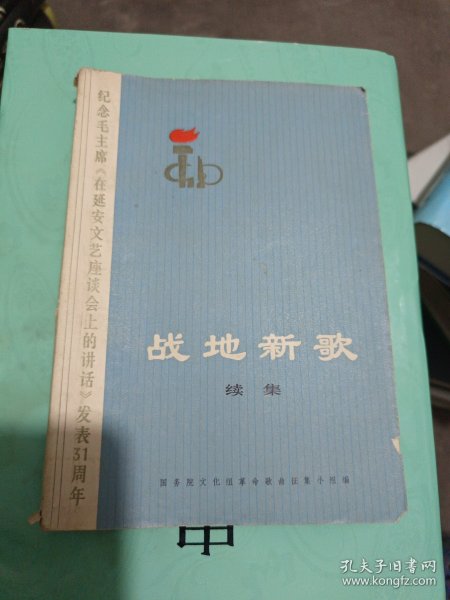 纪念毛主席《在延安文艺座谈会上的讲话》发表31周年
战地新歌
续集
国务院文化组革命歌曲征集小组编
中
孔夫子旧书网
www.kongfz.com